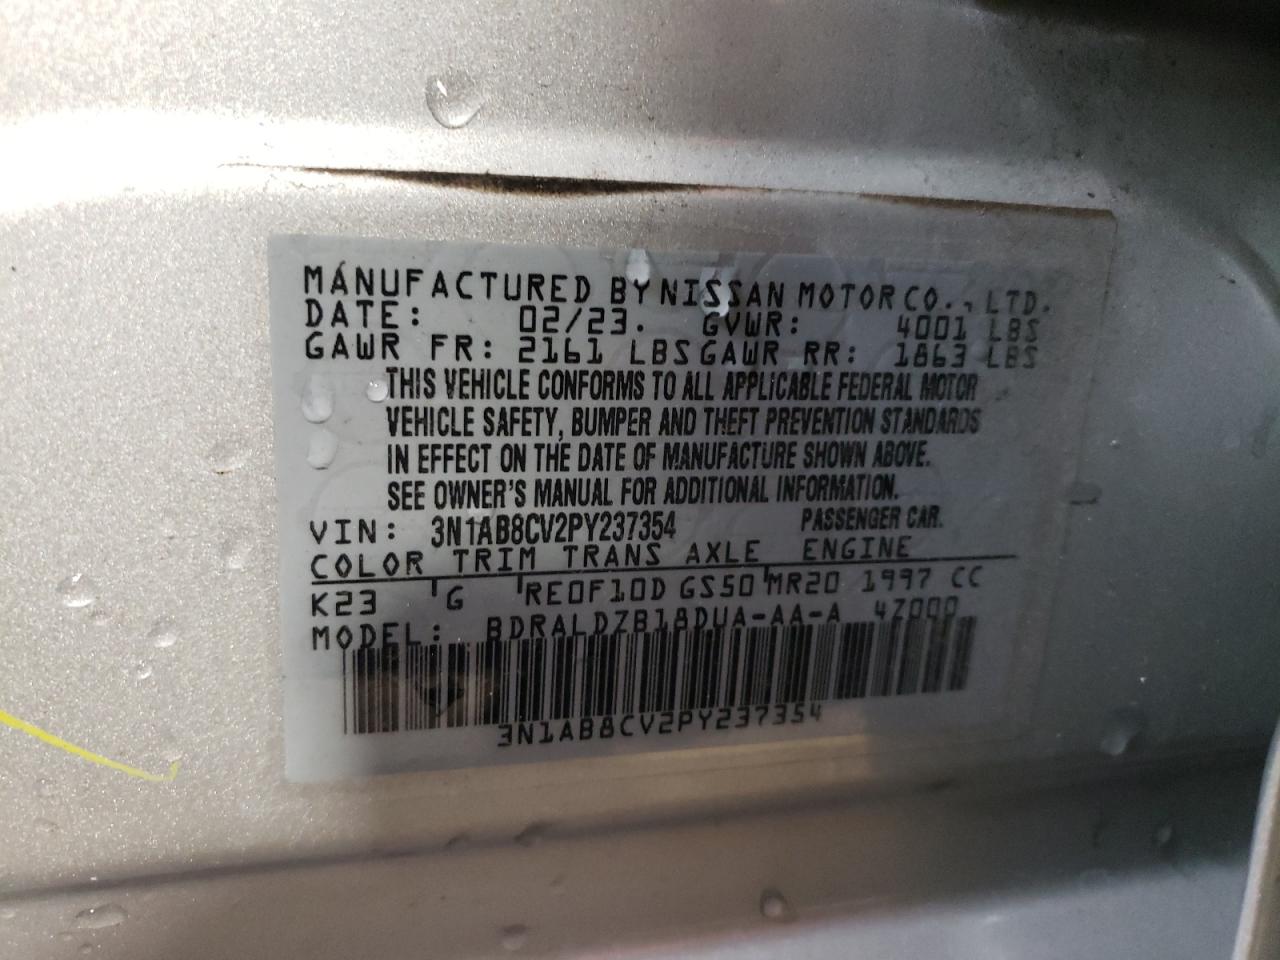 MANUFACTURED BY NISSAN MOTOR CO., LTD.
DATE: 02/23. GVWR: 4001 LBS
GAWR FR: 2161 LBS GAWR RR: 1863 LBS
THIS VEHICLE CONFORMS TO ALL APPLICABLE FEDERAL MOTOR
VEHICLE SAFETY, BUMPER AND THEFT PREVENTION STANDARDS
IN EFFECT ON THE DATE OF MANUFACTURE SHOWN ABOVE.
SEE OWNER'S MANUAL FOR ADDITIONAL INFORMATION.
VIN: 3N1AB8CV2PY237354 PASSENGER CAR.
COLOR TRIM TRANS AXLE ENGINE
K23 G RE0F10D GS50 MR20 1997 CC
MODEL: BDRALDZB18DUA-AA-A 4Z000
3N1AB8CV2PY237354